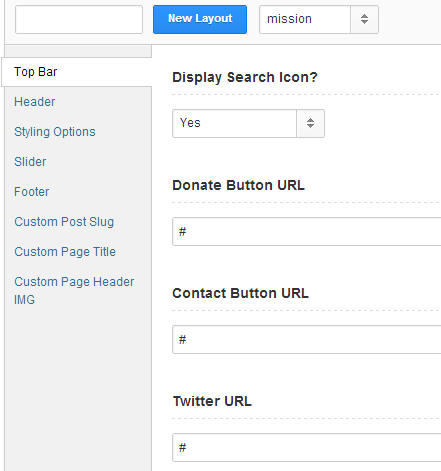 New Layout
mission
Top Bar
Header
Styling Options
Slider
Footer
Custom Post Slug
Custom Page Title
Custom Page Header
IMG
Display Search Icon?
Yes
Donate Button URL
#
Contact Button URL
#
Twitter URL
#